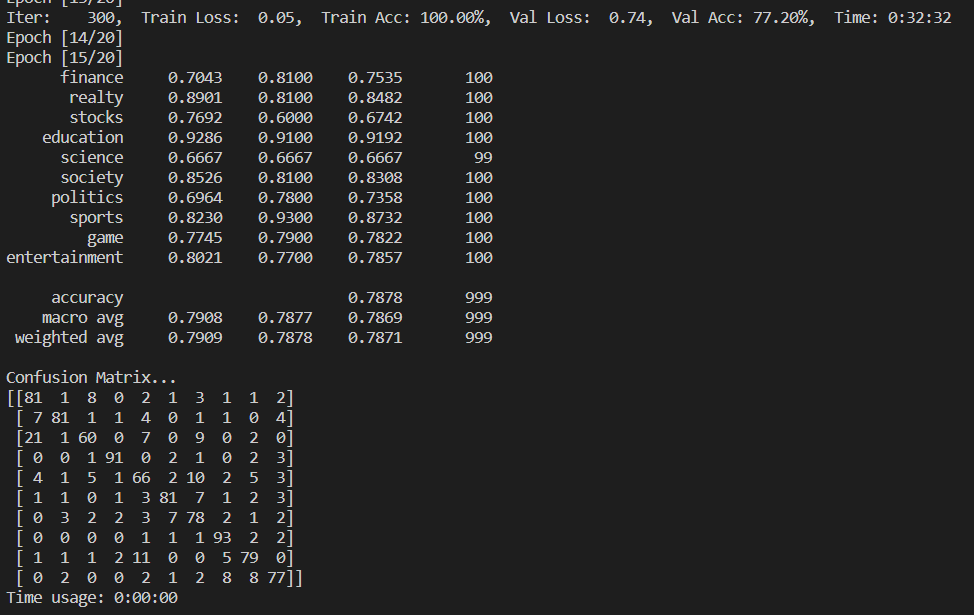 Epoch [13/20]
Iter:    300,  Train Loss:  0.05,  Train Acc: 100.00%,  Val Loss:  0.74,  Val Acc: 77.20%,  Time: 0:32:32
Epoch [14/20]
Epoch [15/20]
      finance     0.7043    0.8100    0.7535       100
       realty     0.8901    0.8100    0.8482       100
       stocks     0.7692    0.6000    0.6742       100
    education     0.9286    0.9100    0.9192       100
      science     0.6667    0.6667    0.6667        99
      society     0.8526    0.8100    0.8308       100
     politics     0.6964    0.7800    0.7358       100
       sports     0.8230    0.9300    0.8732       100
         game     0.7745    0.7900    0.7822       100
entertainment     0.8021    0.7700    0.7857       100
     accuracy                         0.7878       999
    macro avg     0.7908    0.7877    0.7869       999
 weighted avg     0.7909    0.7878    0.7871       999
Confusion Matrix...
[[81  1  8  0  2  1  3  1  1  2]
 [ 7 81  1  1  4  0  1  1  0  4]
 [21  1 60  0  7  0  9  0  2  0]
 [ 0  0  1 91  0  2  1  0  2  3]
 [ 4  1  5  1 66  2 10  2  5  3]
 [ 1  1  0  1  3 81  7  1  2  3]
 [ 0  3  2  2  3  7 78  2  1  2]
 [ 0  0  0  0  1  1  1 93  2  2]
 [ 1  1  1  2 11  0  0  5 79  0]
 [ 0  2  0  0  2  1  2  8  8 77]]
Time usage: 0:00:00